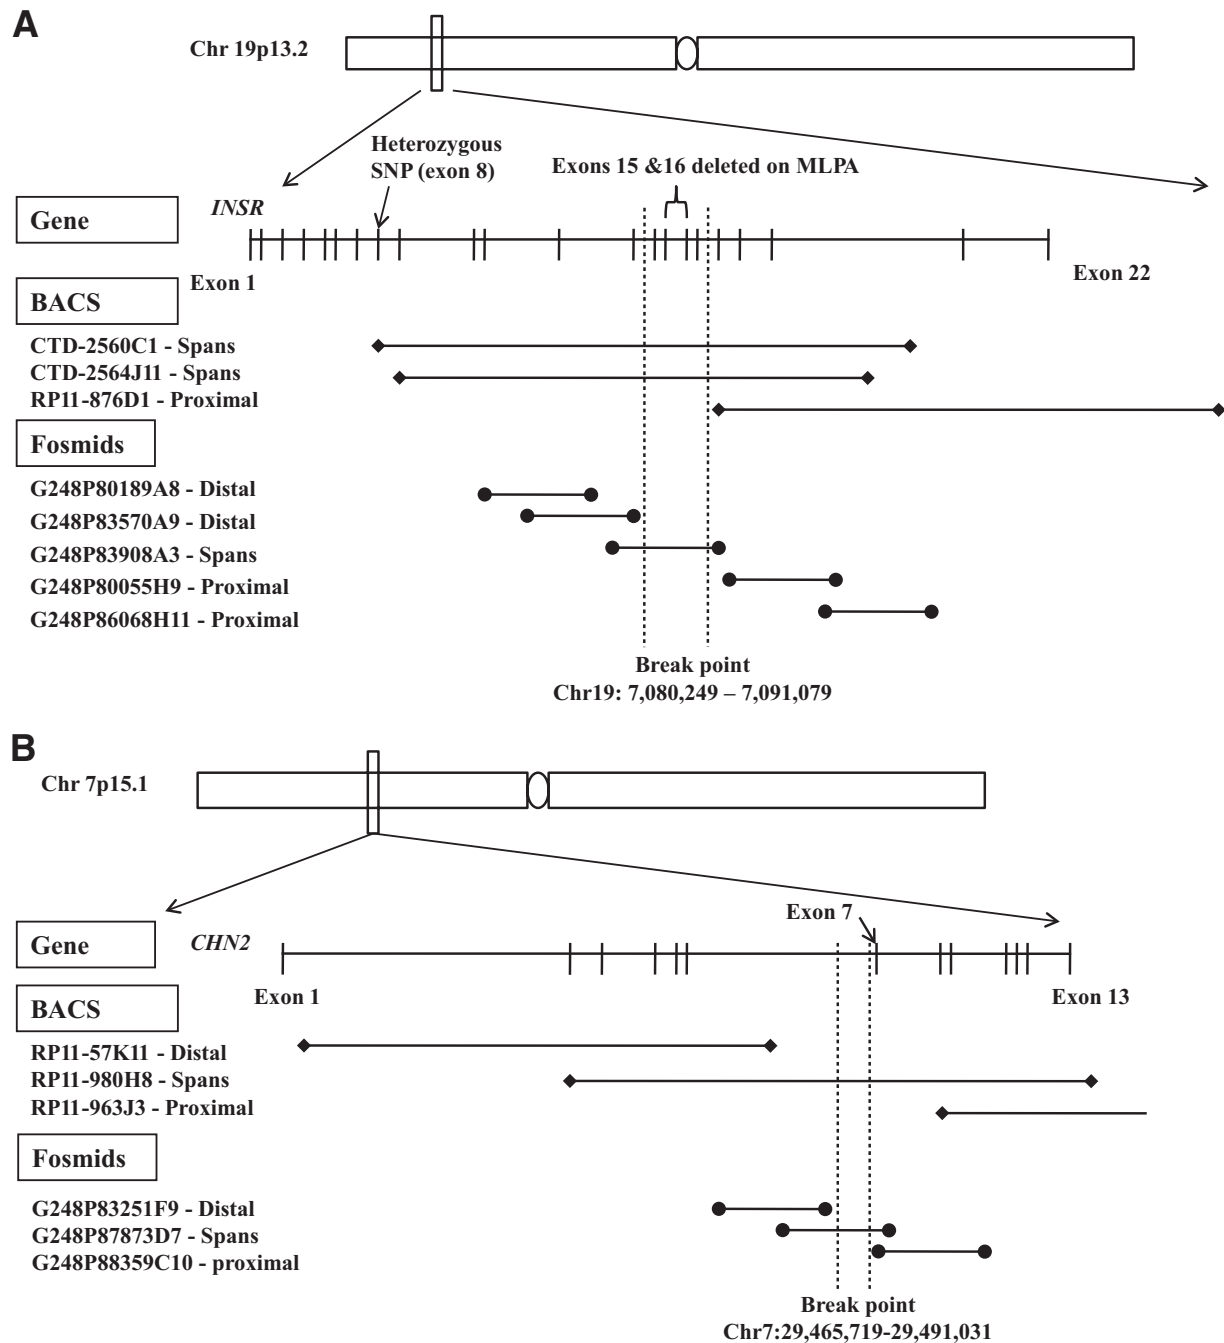 A
Chr 19p13.2
Heterozygous
SNP (exon 8)
Exons 15 &16 deleted on MLPA
Gene
INSR
Exon 1
Exon 22
BACS
CTD-2560C1 - Spans
CTD-2564J11 - Spans
RP11-876D1 - Proximal
Fosmids
G248P80189A8 - Distal
G248P83570A9 - Distal
G248P83908A3 - Spans
G248P80055H9 - Proximal
G248P86068H11 - Proximal
Break point
Chr19: 7,080,249 – 7,091,079
B
Chr 7p15.1
Exon 7
Gene
CHN2
Exon 1
Exon 13
BACS
RP11-57K11 - Distal
RP11-980H8 - Spans
RP11-963J3 - Proximal
Fosmids
G248P83251F9 - Distal
G248P87873D7 - Spans
G248P88359C10 - proximal
Break point
Chr7:29,465,719-29,491,031